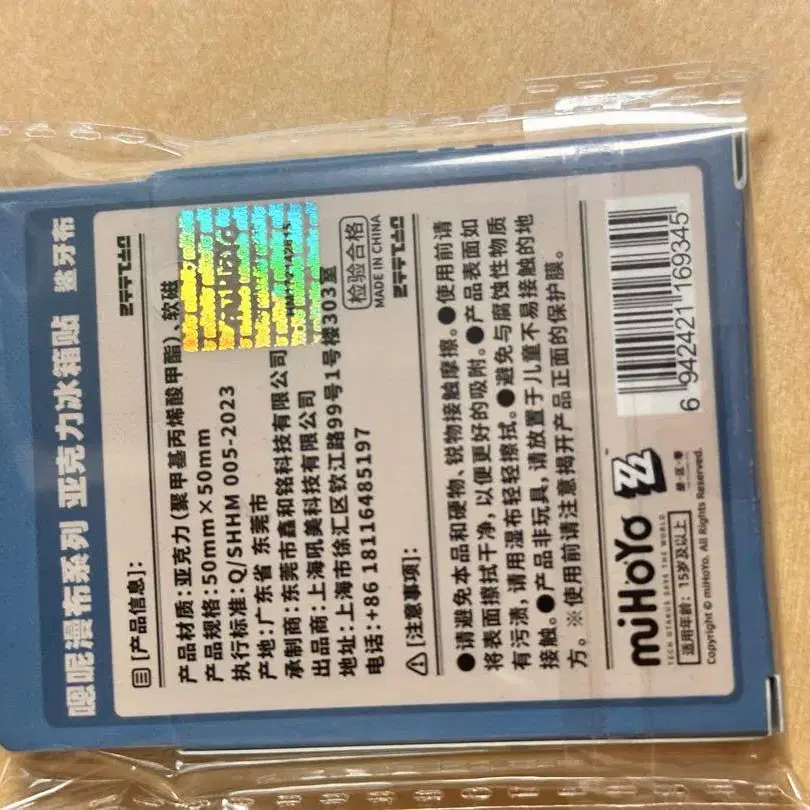 嗯呢漫布系列 亚克力冰箱贴 鲨牙布
[产品信息]:
产品材质:亚克力(聚甲基丙烯酸甲酯)、软磁
产品规格:50mm×50mm
执行标准:Q/SHHM 005-2023
产地:广东省 东莞市
承制商:东莞市鑫和铭科技有限公司
出品商:上海吼美科技有限公司
地址:上海市徐汇区钦江路99号1号楼303室
电话:+86 18116485197
检验合格
MADE IN CHINA
[注意事项]:
●请避免本品和硬物、锐物接触摩擦。●使用前请
将表面擦拭干净,以便更好的吸附。●产品表面如
有污渍,请用湿布轻轻擦拭。●避免与腐蚀性物质
接触。●产品非玩具,请放置于儿童不易接触的地
方。※使用前请注意揭开产品正面的保护膜。
miHoYo
TECH OTAKUS SAVE THE WORLD
适用年龄:15岁及以上
Copyright © miHoYo. All Rights Reserved.
6 942421 169345